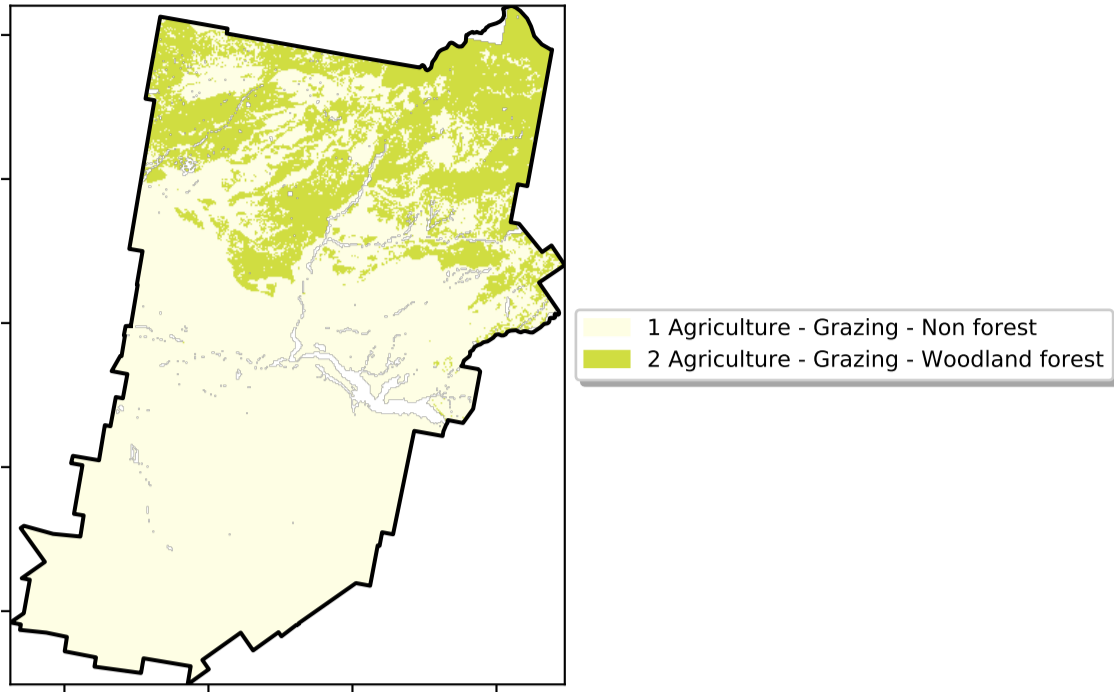 1 Agriculture - Grazing - Non forest
2 Agriculture - Grazing - Woodland forest